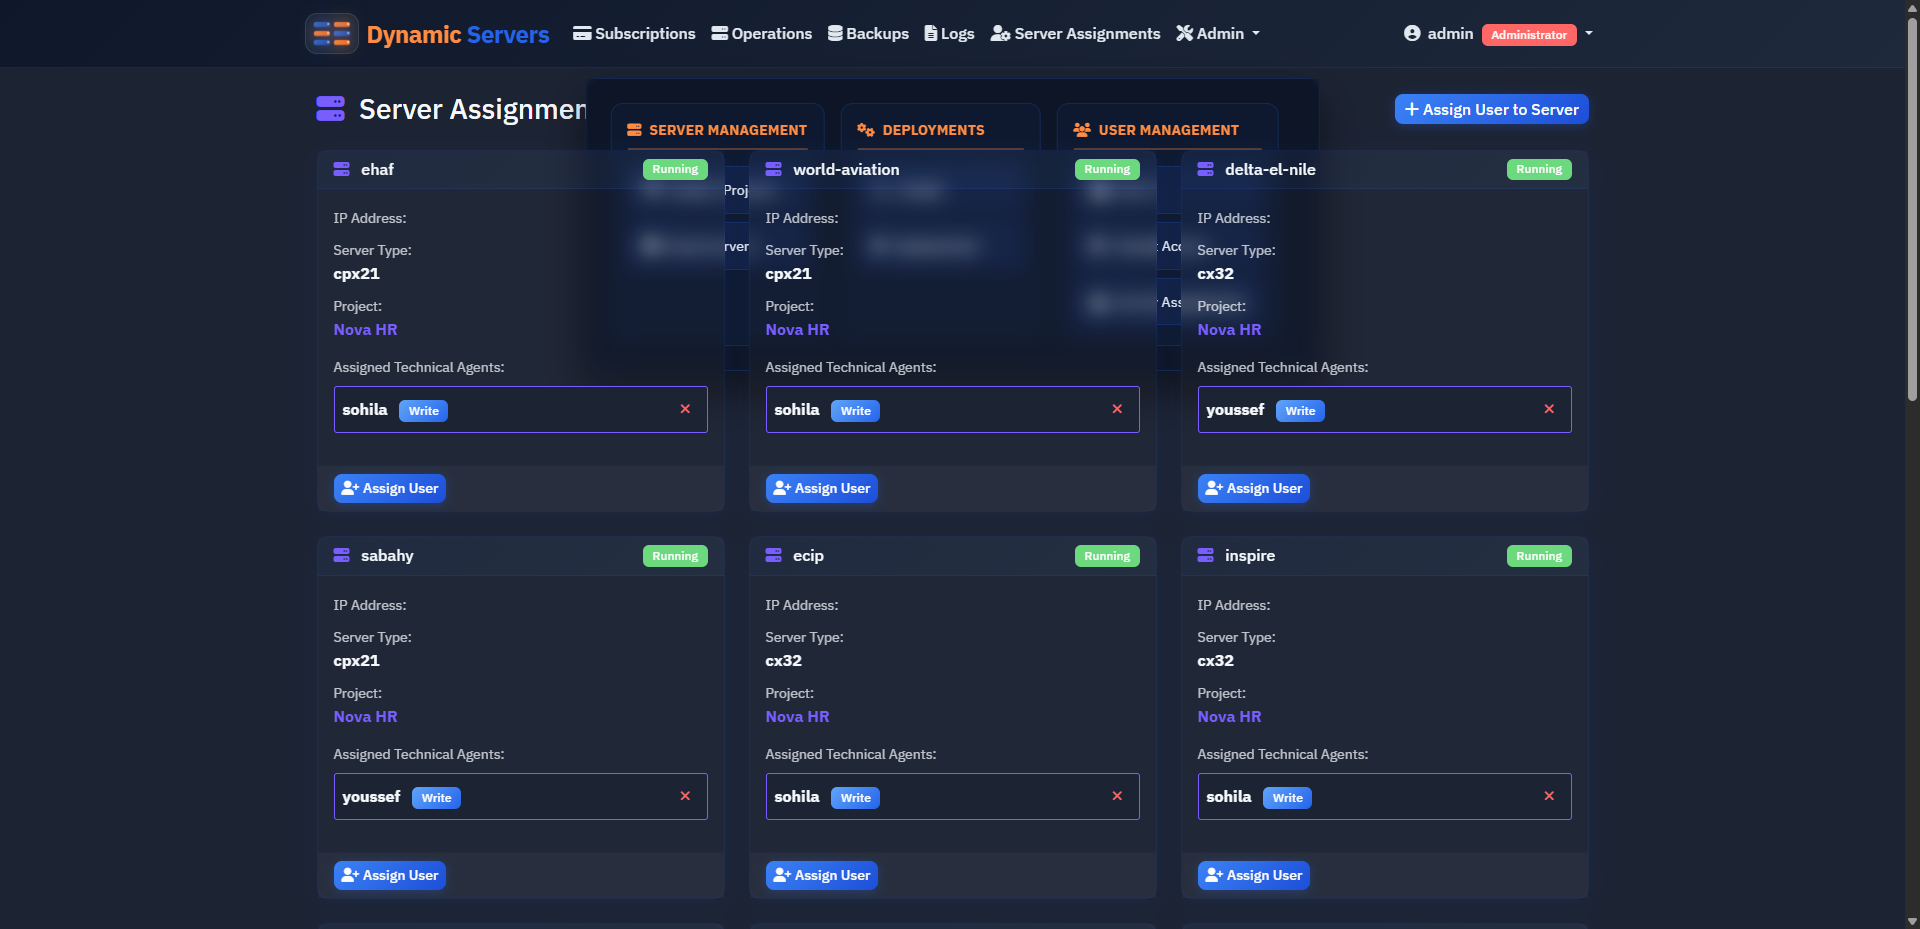 Dynamic Servers
Subscriptions
Operations
Backups
Logs
Server Assignments
Admin
admin
Administrator
Server Assignmen
Assign User to Server
SERVER MANAGEMENT
DEPLOYMENTS
USER MANAGEMENT
ehaf
Running
world-aviation
Running
delta-el-nile
Running
IP Address:
Server Type:
cpx21
Project:
Nova HR
Assigned Technical Agents:
sohila
Write
Assign User
IP Address:
Server Type:
cpx21
Project:
Nova HR
Assigned Technical Agents:
sohila
Write
Assign User
IP Address:
Server Type:
cx32
Project:
Nova HR
Assigned Technical Agents:
youssef
Write
Assign User
sabahy
Running
ecip
Running
inspire
Running
IP Address:
Server Type:
cpx21
Project:
Nova HR
Assigned Technical Agents:
youssef
Write
Assign User
IP Address:
Server Type:
cx32
Project:
Nova HR
Assigned Technical Agents:
sohila
Write
Assign User
IP Address:
Server Type:
cx32
Project:
Nova HR
Assigned Technical Agents:
sohila
Write
Assign User